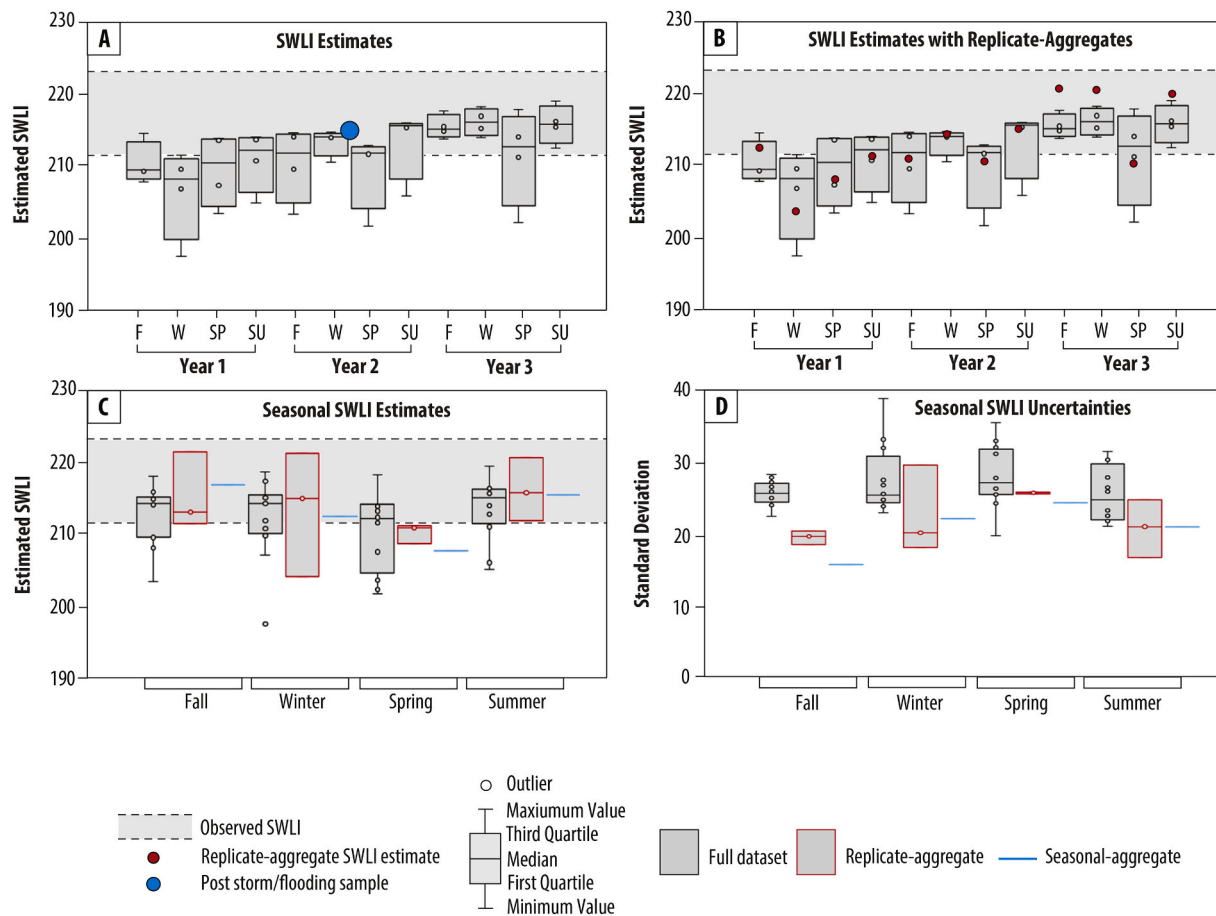 A
SWLI Estimates
Estimated SWLI
230
220
210
200
190
F W SP SU F W SP SU F W SP SU
Year 1 Year 2 Year 3
B
SWLI Estimates with Replicate-Aggregates
Estimated SWLI
230
220
210
200
190
F W SP SU F W SP SU F W SP SU
Year 1 Year 2 Year 3
C
Seasonal SWLI Estimates
Estimated SWLI
230
220
210
200
190
Fall Winter Spring Summer
D
Seasonal SWLI Uncertainties
Standard Deviation
40
30
20
10
0
Fall Winter Spring Summer
Observed SWLI
Replicate-aggregate SWLI estimate
Post storm/flooding sample
Outlier
Maxiumum Value
Third Quartile
Median
First Quartile
Minimum Value
Full dataset
Replicate-aggregate
Seasonal-aggregate